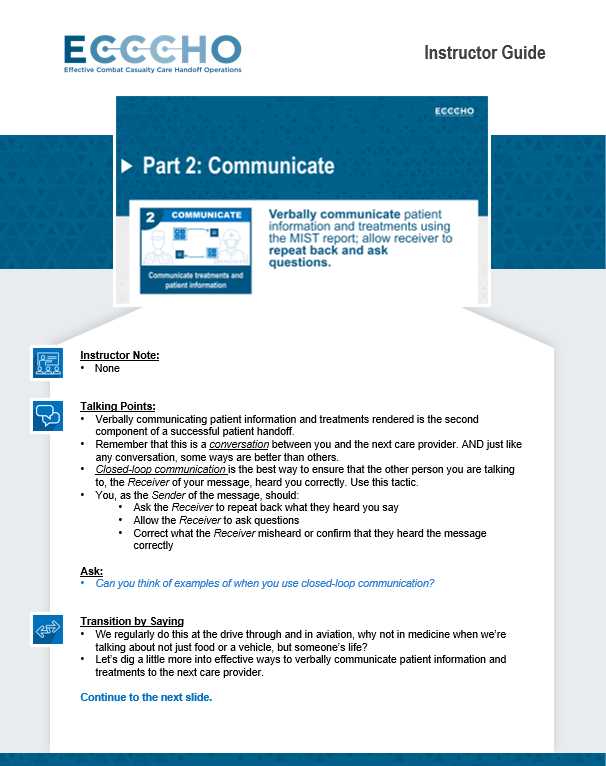 ECCCHO
Effective Combat Casualty Care Handoff Operations
Instructor Guide
ECCCHO
Part 2: Communicate
2 COMMUNICATE
Communicate treatments and
patient information
Verbally communicate patient
information and treatments using
the MIST report; allow receiver to
repeat back and ask
questions.
Instructor Note:
• None
Talking Points:
• Verbally communicating patient information and treatments rendered is the second
component of a successful patient handoff.
• Remember that this is a conversation between you and the next care provider. AND just like
any conversation, some ways are better than others.
• Closed-loop communication is the best way to ensure that the other person you are talking
to, the Receiver of your message, heard you correctly. Use this tactic.
• You, as the Sender of the message, should:
• Ask the Receiver to repeat back what they heard you say
• Allow the Receiver to ask questions
• Correct what the Receiver misheard or confirm that they heard the message
correctly
Ask:
• Can you think of examples of when you use closed-loop communication?
Transition by Saying
• We regularly do this at the drive through and in aviation, why not in medicine when we're
talking about not just food or a vehicle, but someone's life?
• Let's dig a little more into effective ways to verbally communicate patient information and
treatments to the next care provider.
Continue to the next slide.